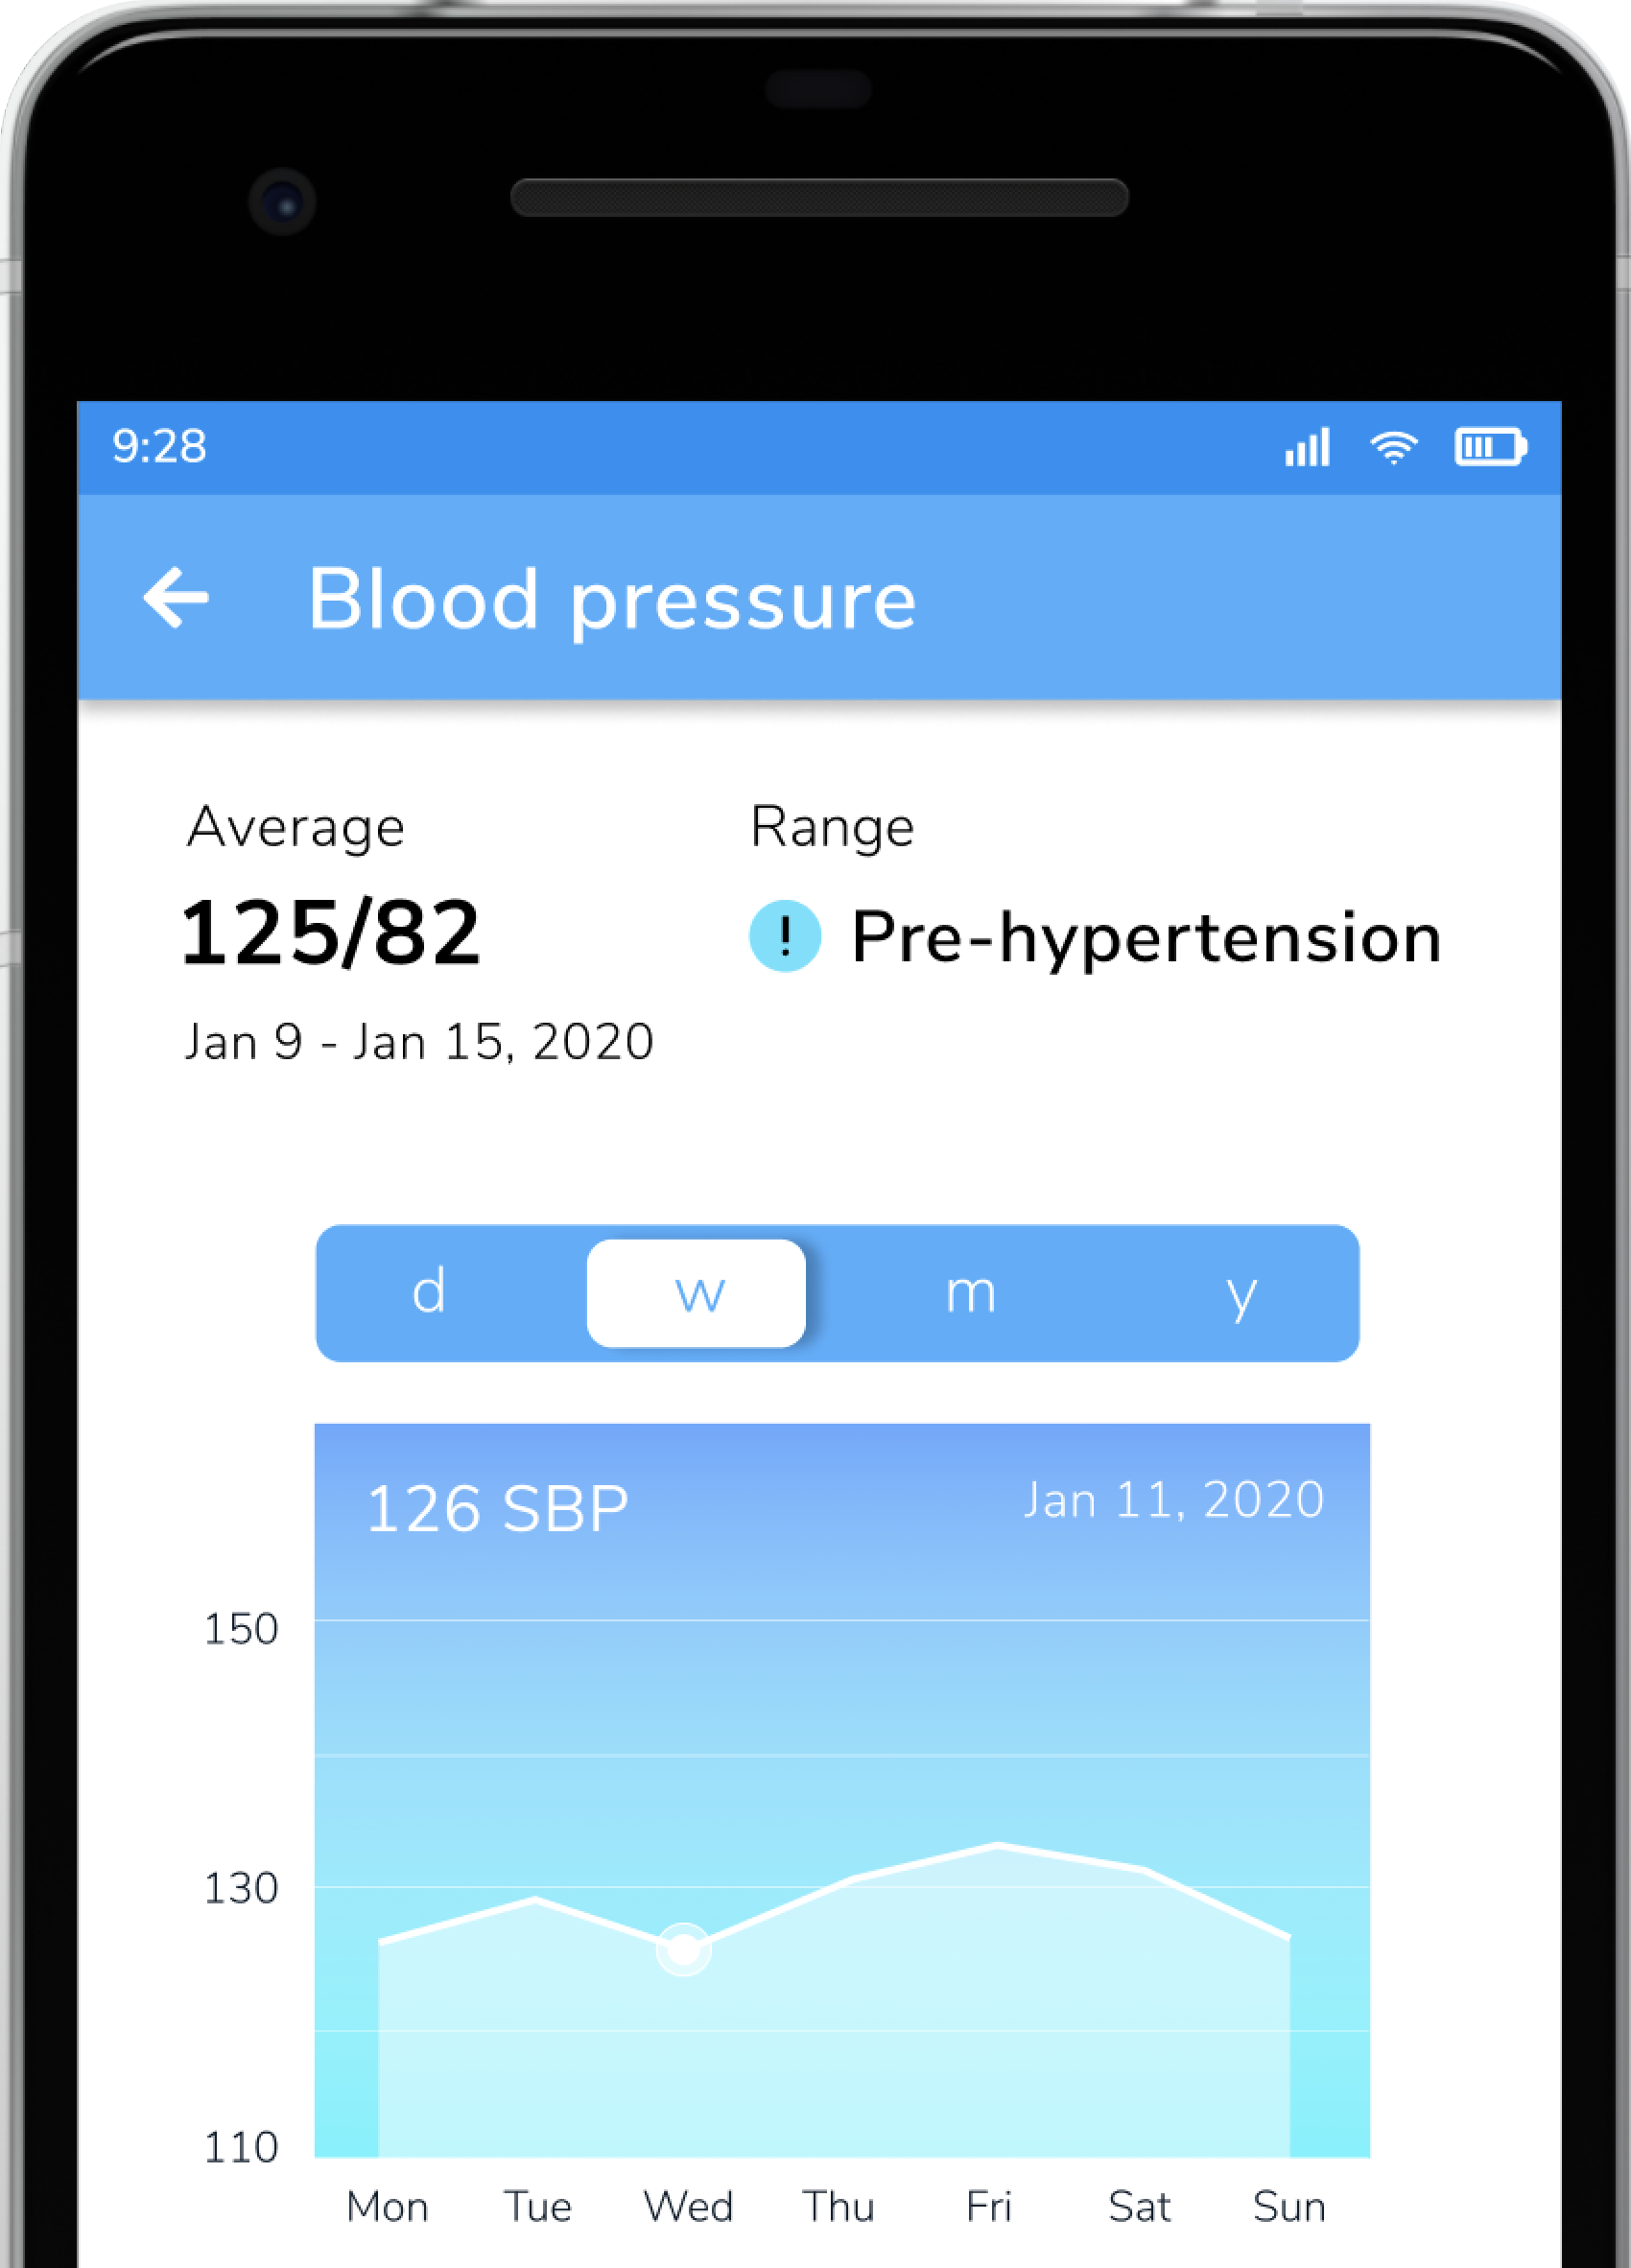 9:28
Blood pressure
Average
Range
125/82
! Pre-hypertension
Jan 9 - Jan 15, 2020
d w m y
126 SBP
Jan 11, 2020
150
130
110
Mon Tue Wed Thu Fri Sat Sun